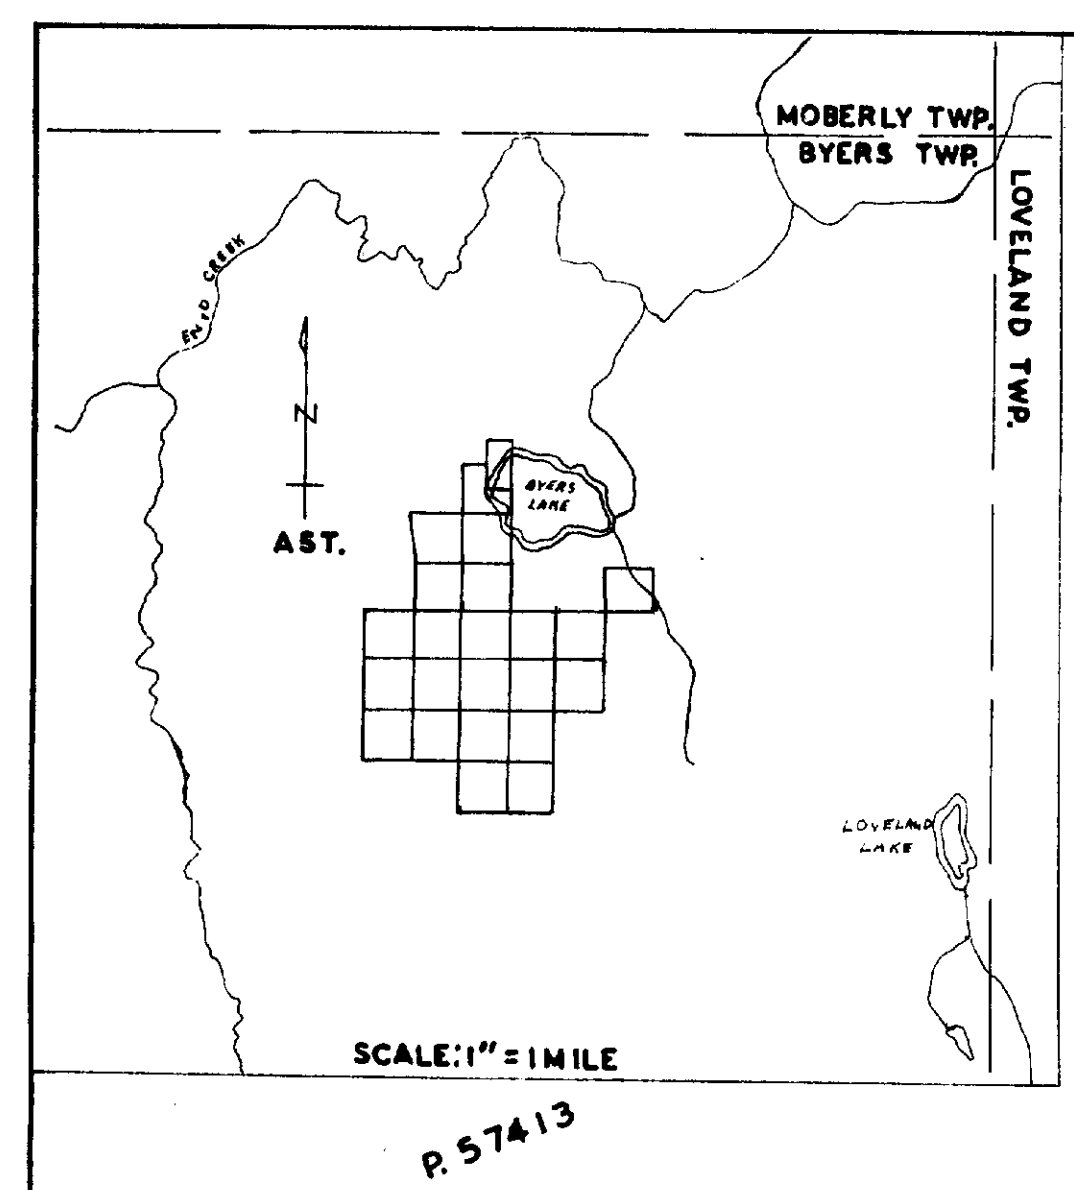 MOBERLY TWP.
BYERS TWP.
LOVELAND TWP.
ENID CREEK
N
AST.
BYERS
LAKE
LOVELAND
LAKE
SCALE: 1" = 1 MILE
P. 57413